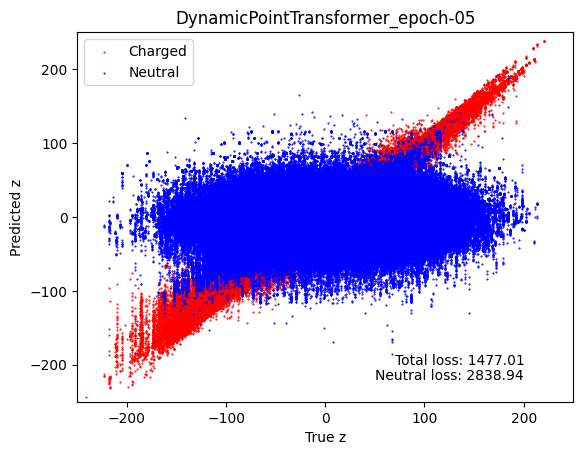 DynamicPointTransformer_epoch-05
Charged
Neutral
200
100
0
−100
−200
Predicted z
Total loss: 1477.01
Neutral loss: 2838.94
−200
−100
0
100
200
True z